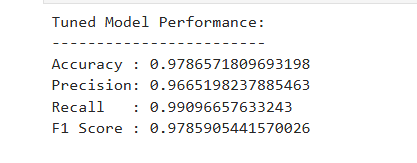 Tuned Model Performance:
------------------------
Accuracy : 0.9786571809693198
Precision: 0.9665198237885463
Recall   : 0.99096657633243
F1 Score : 0.9785905441570026